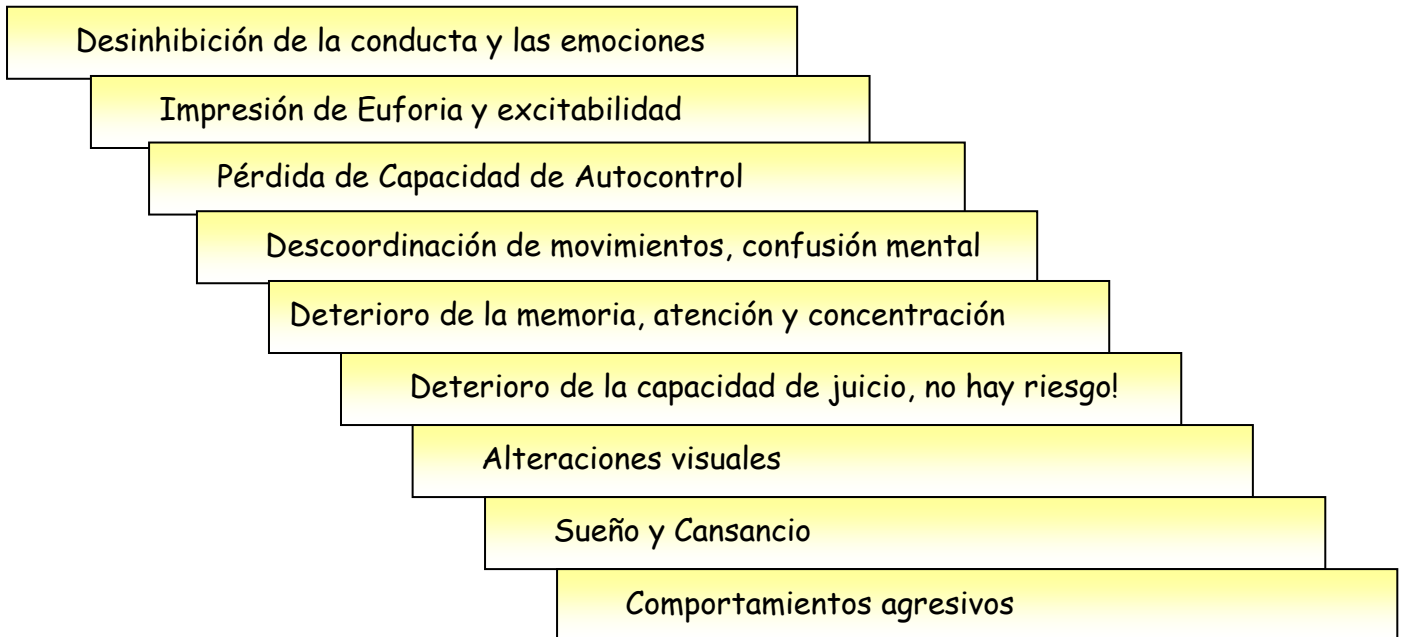 Desinhibición de la conducta y las emociones
Impresión de Euforia y excitabilidad
Pérdida de Capacidad de Autocontrol
Descoordinación de movimientos, confusión mental
Deterioro de la memoria, atención y concentración
Deterioro de la capacidad de juicio, no hay riesgo!
Alteraciones visuales
Sueño y Cansancio
Comportamientos agresivos